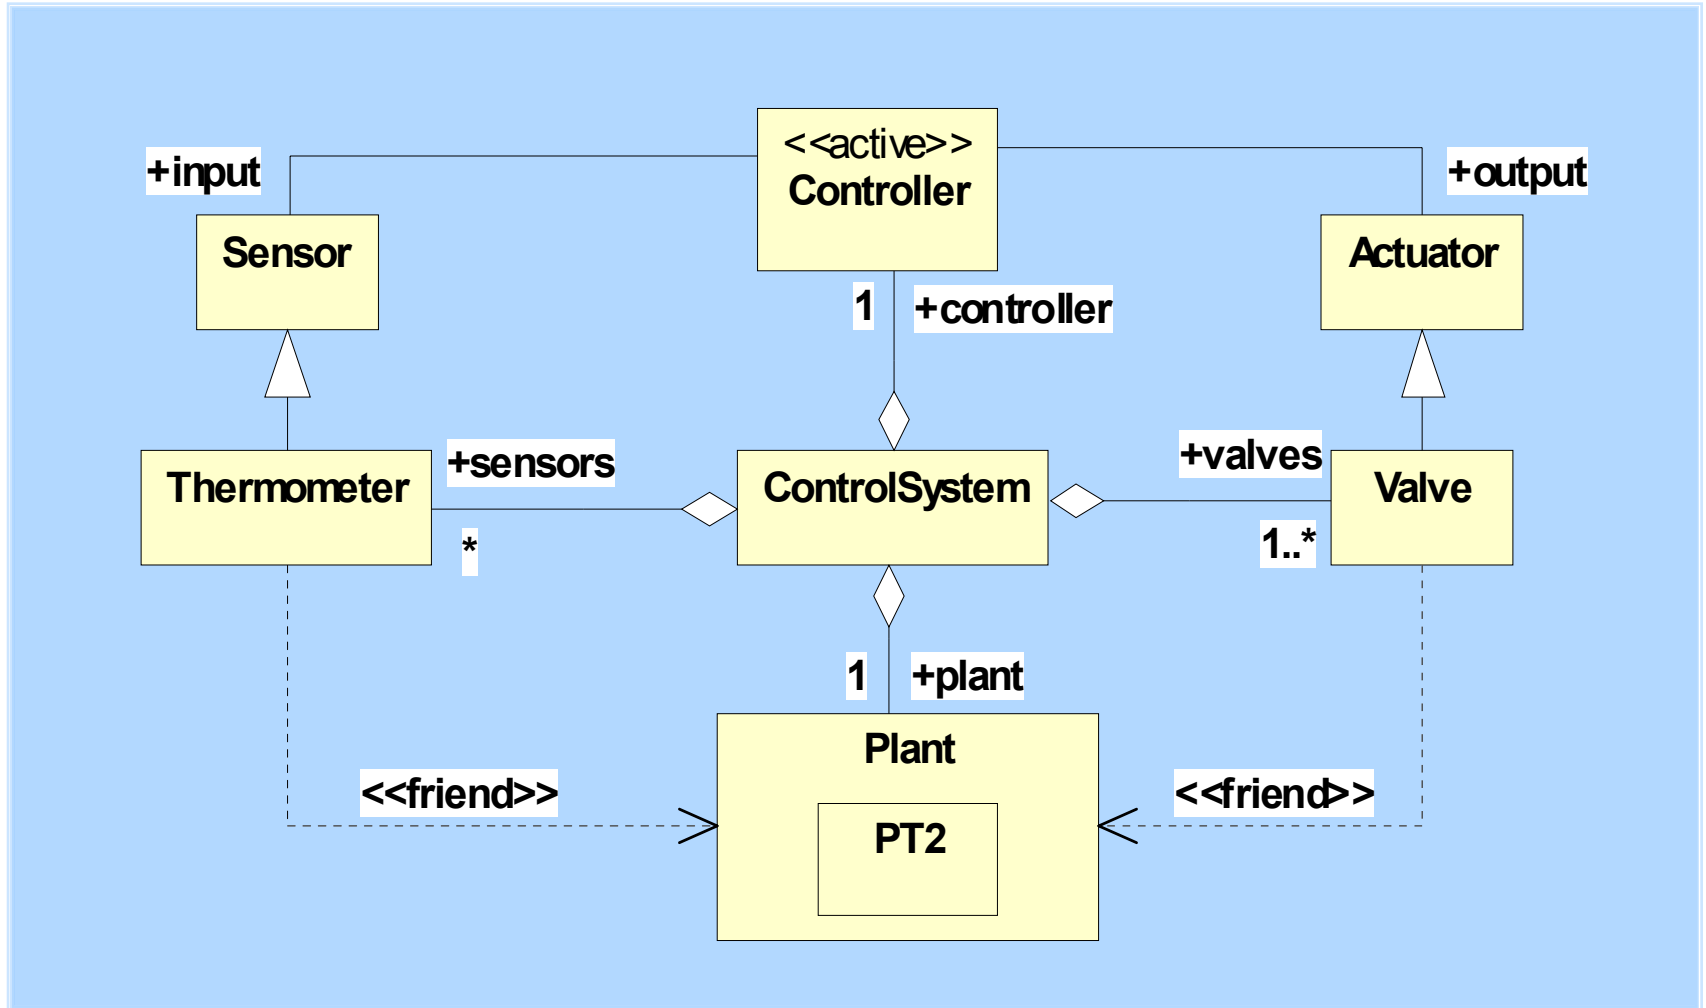 <<active>>
Controller
+input
+output
Sensor
Actuator
1
+controller
+sensors
+valves
Thermometer
ControlSystem
Valve
*
1..*
1
+plant
Plant
<<friend>>
<<friend>>
PT2